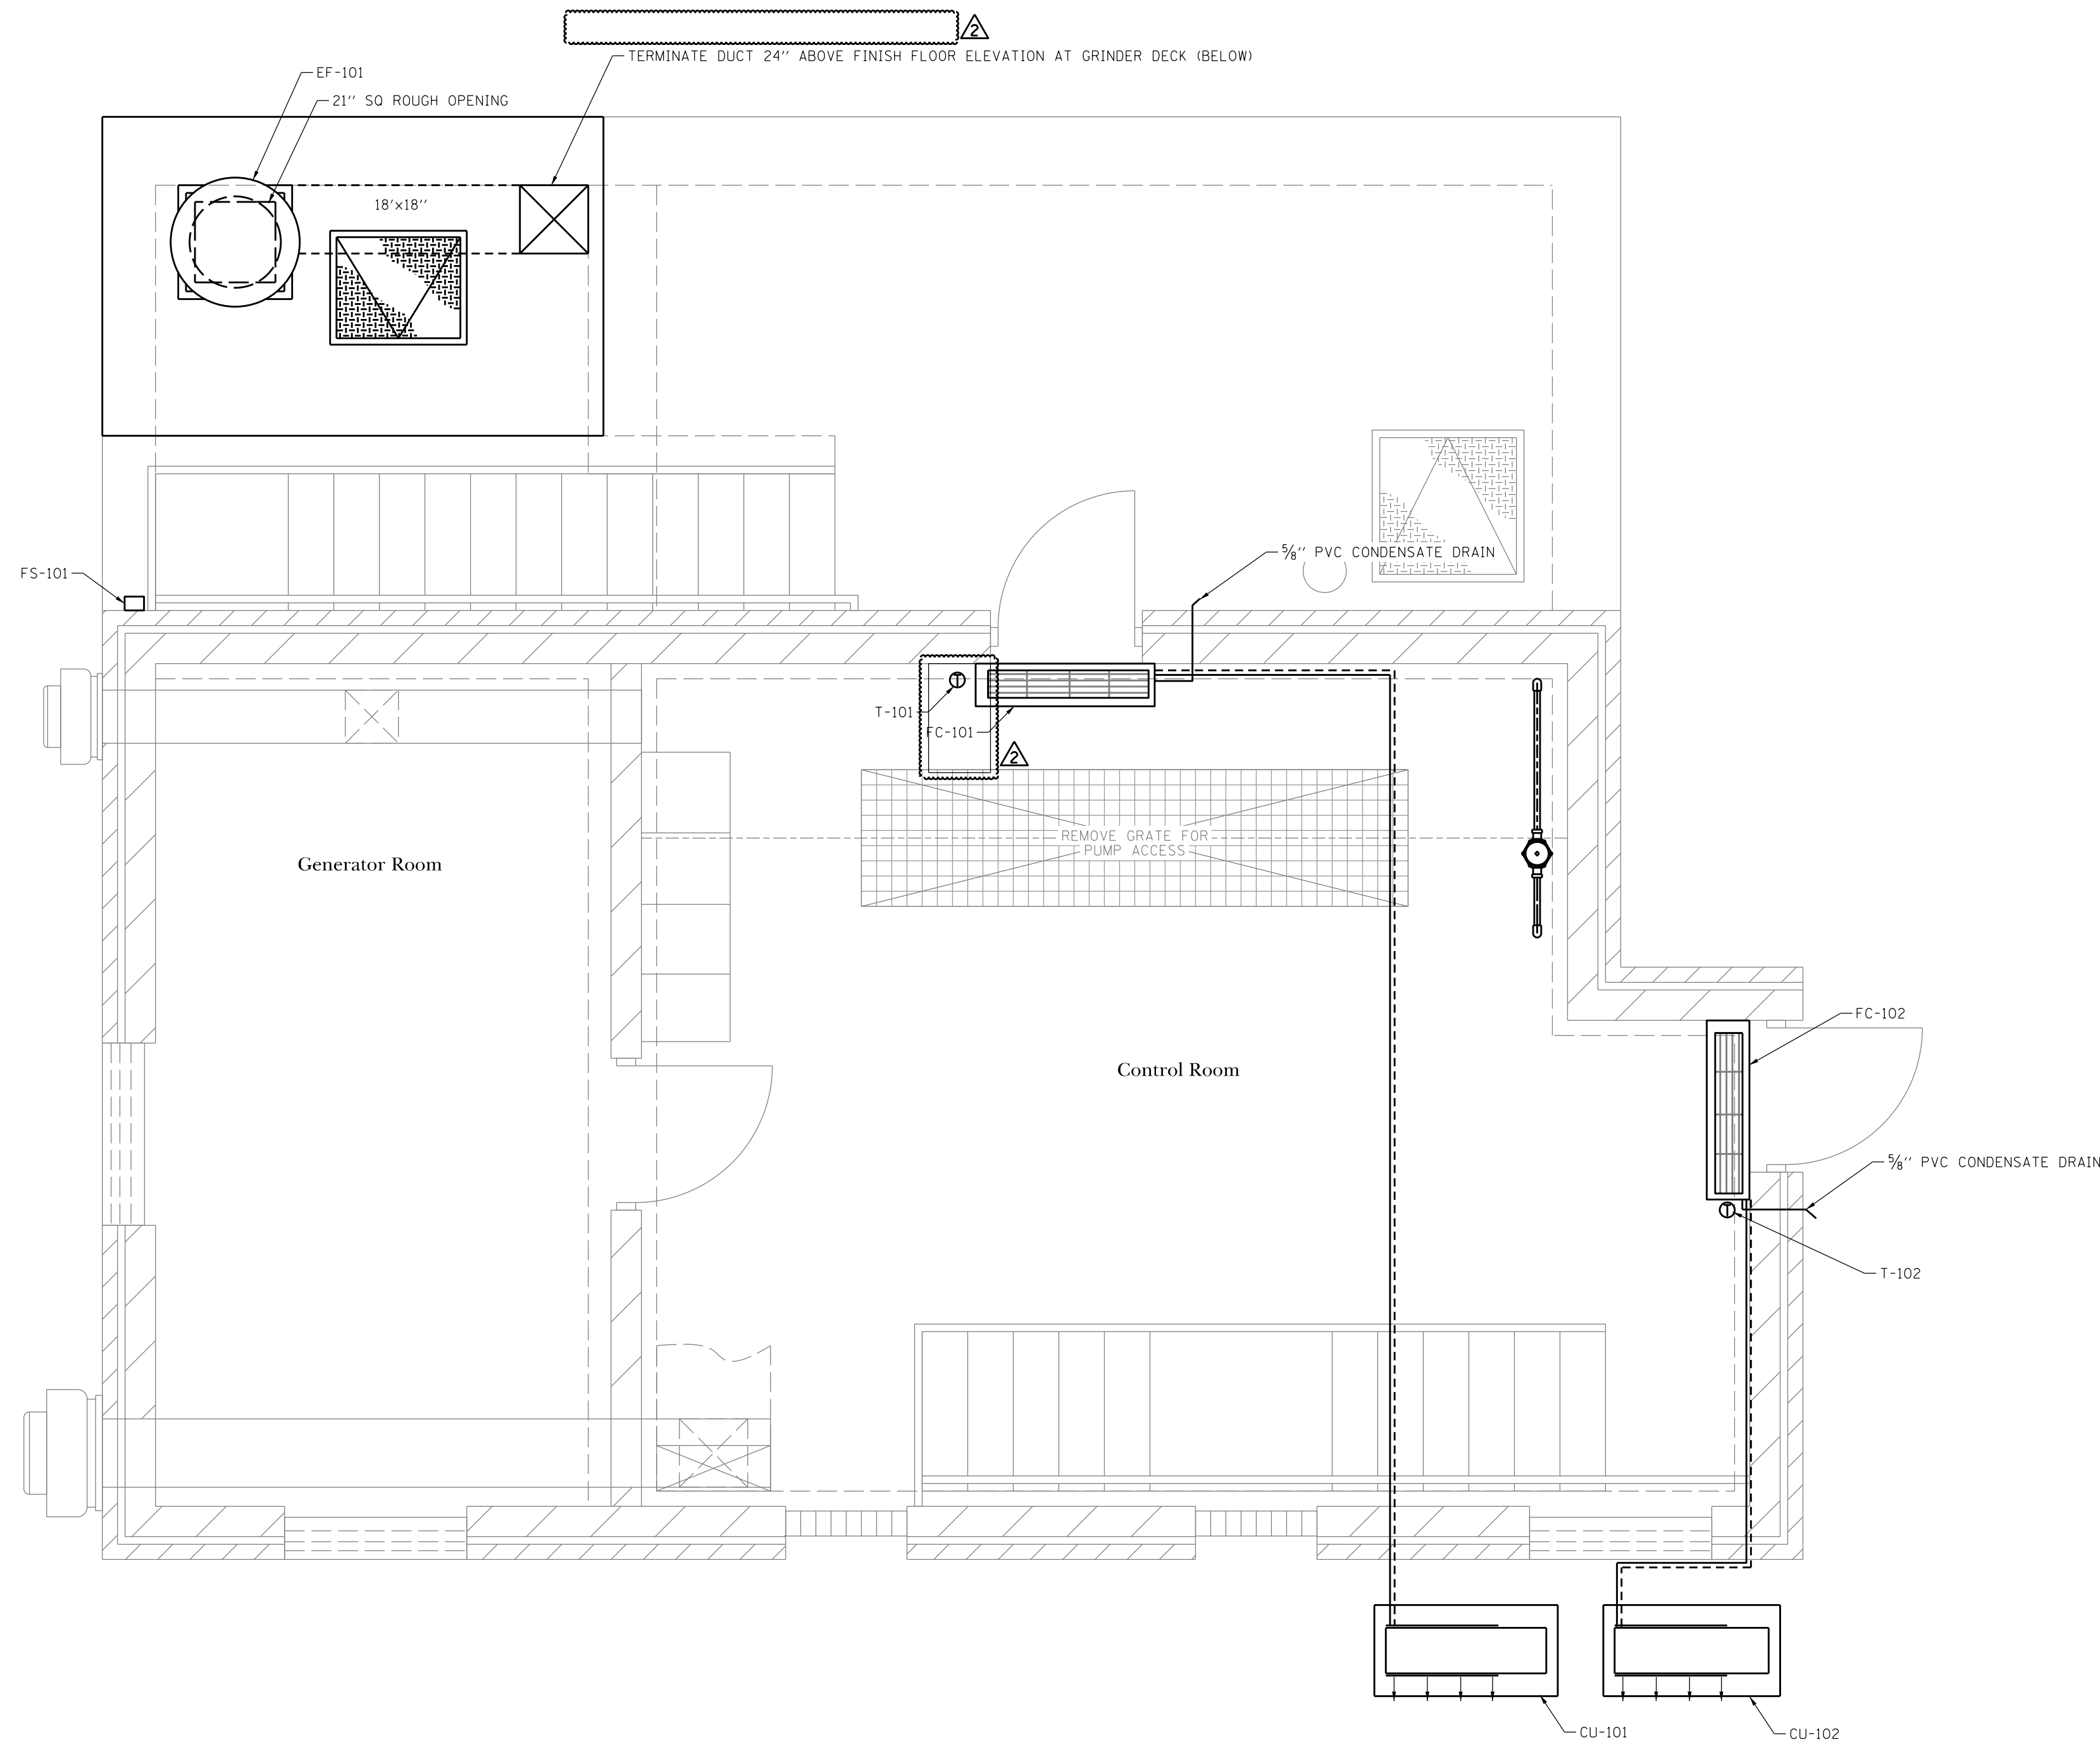 2
TERMINATE DUCT 24" ABOVE FINISH FLOOR ELEVATION AT GRINDER DECK (BELOW)
EF-101
21" SQ ROUGH OPENING
18'x18"
5/8" PVC CONDENSATE DRAIN
FS-101
T
T-101
FC-101
2
REMOVE GRATE FOR
PUMP ACCESS
Generator Room
Control Room
FC-102
5/8" PVC CONDENSATE DRAIN
T
T-102
CU-101
CU-102